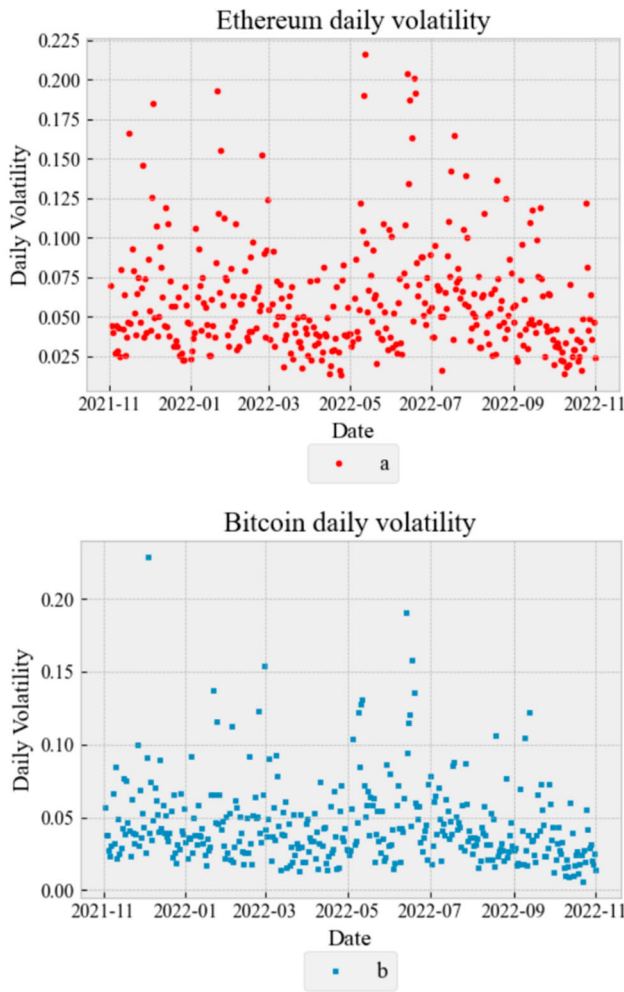 Ethereum daily volatility
0.225
0.200
0.175
0.150
0.125
0.100
0.075
0.050
0.025
Daily Volatility
2021-11 2022-01 2022-03 2022-05 2022-07 2022-09 2022-11
Date
a
Bitcoin daily volatility
0.20
0.15
0.10
0.05
0.00
Daily Volatility
2021-11 2022-01 2022-03 2022-05 2022-07 2022-09 2022-11
Date
b